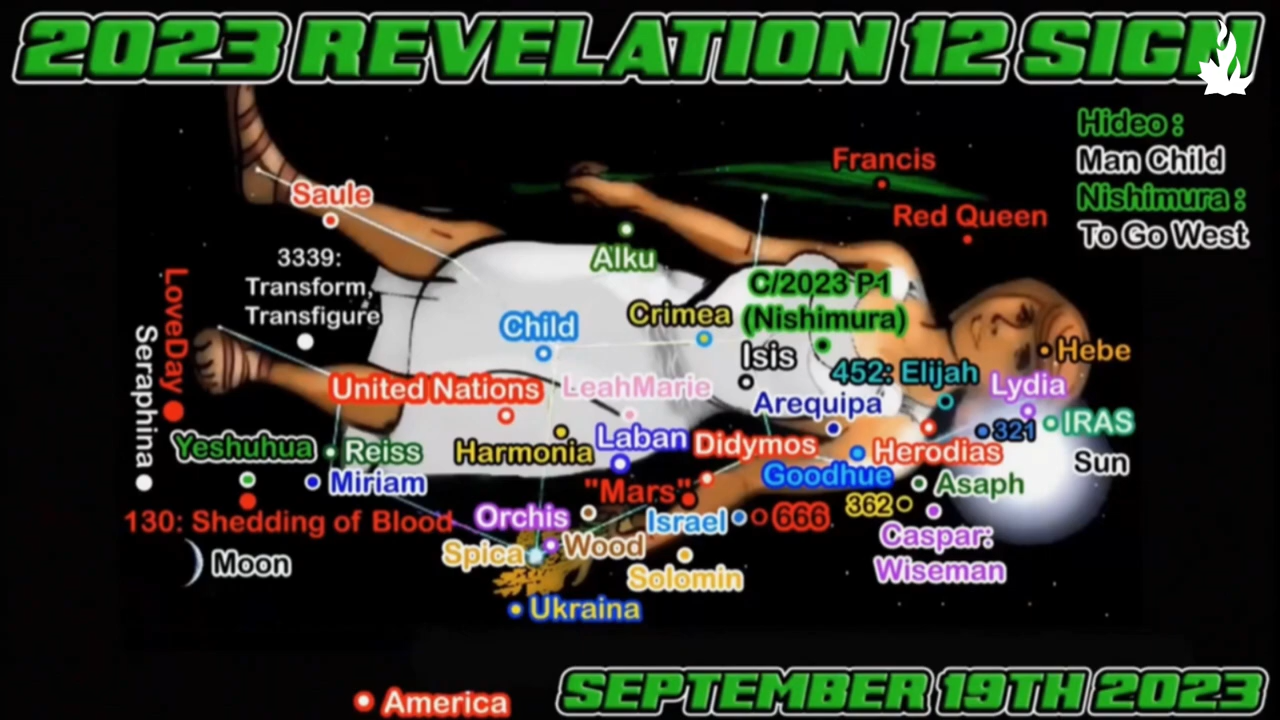 2023 REVELATION 12 SIGN
Hideo :
Man Child
Nishimura :
To Go West
Francis
Red Queen
Saule
Alku
3339:
Transform,
Transfigure
C/2023 P1
(Nishimura)
Crimea
Child
Isis
452: Elijah
Hebe
Lydia
LoveDay
Seraphina
United Nations
LeahMarie
Arequipa
321
IRAS
Sun
Yeshuhua
Reiss
Harmonia
Laban
Didymos
Herodias
Goodhue
Miriam
"Mars"
Asaph
362
130: Shedding of Blood
Orchis
Israel
666
Caspar:
Wiseman
Moon
Spica
Wood
Solomin
Ukraina
America
SEPTEMBER 19TH 2023